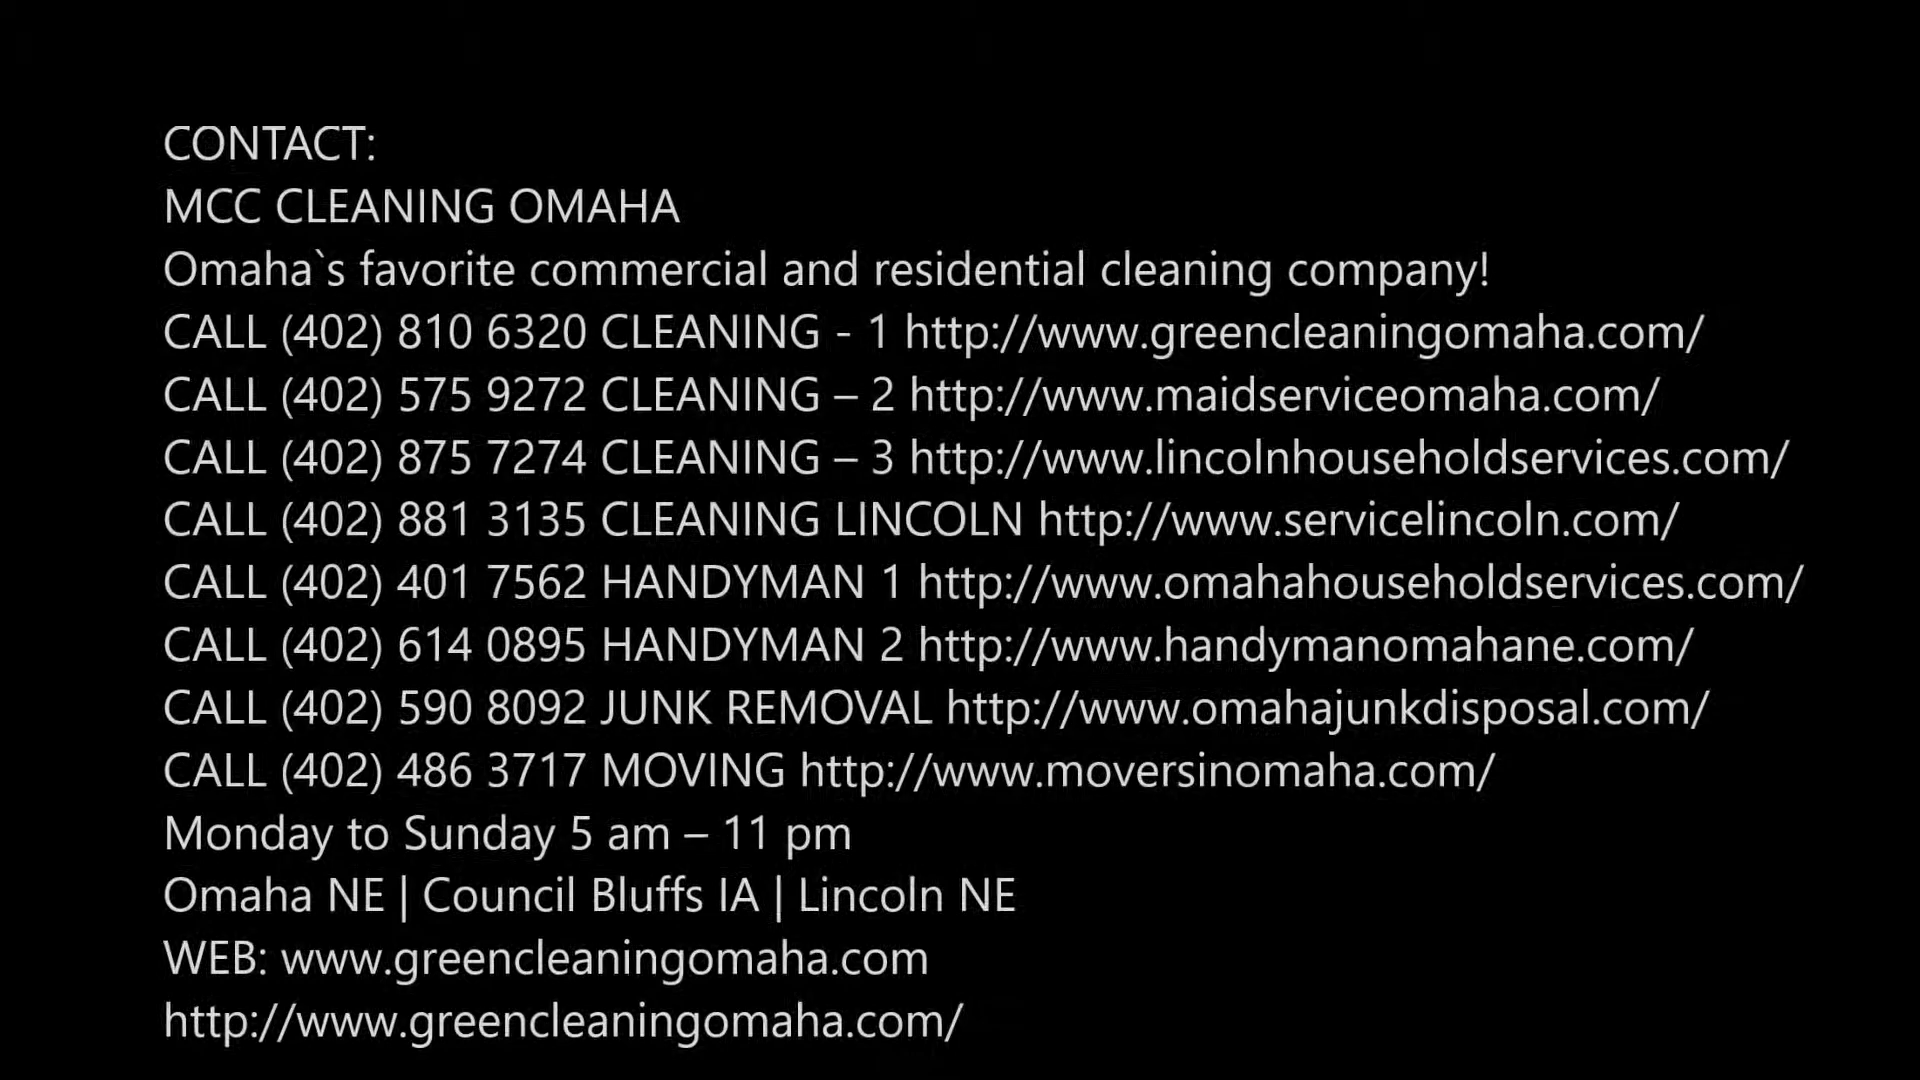 CONTACT:
MCC CLEANING OMAHA
Omaha`s favorite commercial and residential cleaning company!
CALL (402) 810 6320 CLEANING - 1 http://www.greencleaningomaha.com/
CALL (402) 575 9272 CLEANING – 2 http://www.maidserviceomaha.com/
CALL (402) 875 7274 CLEANING – 3 http://www.lincolnhouseholdservices.com/
CALL (402) 881 3135 CLEANING LINCOLN http://www.servicelincoln.com/
CALL (402) 401 7562 HANDYMAN 1 http://www.omahahouseholdservices.com/
CALL (402) 614 0895 HANDYMAN 2 http://www.handymanomahane.com/
CALL (402) 590 8092 JUNK REMOVAL http://www.omahajunkdisposal.com/
CALL (402) 486 3717 MOVING http://www.moversinomaha.com/
Monday to Sunday 5 am – 11 pm
Omaha NE | Council Bluffs IA | Lincoln NE
WEB: www.greencleaningomaha.com
http://www.greencleaningomaha.com/